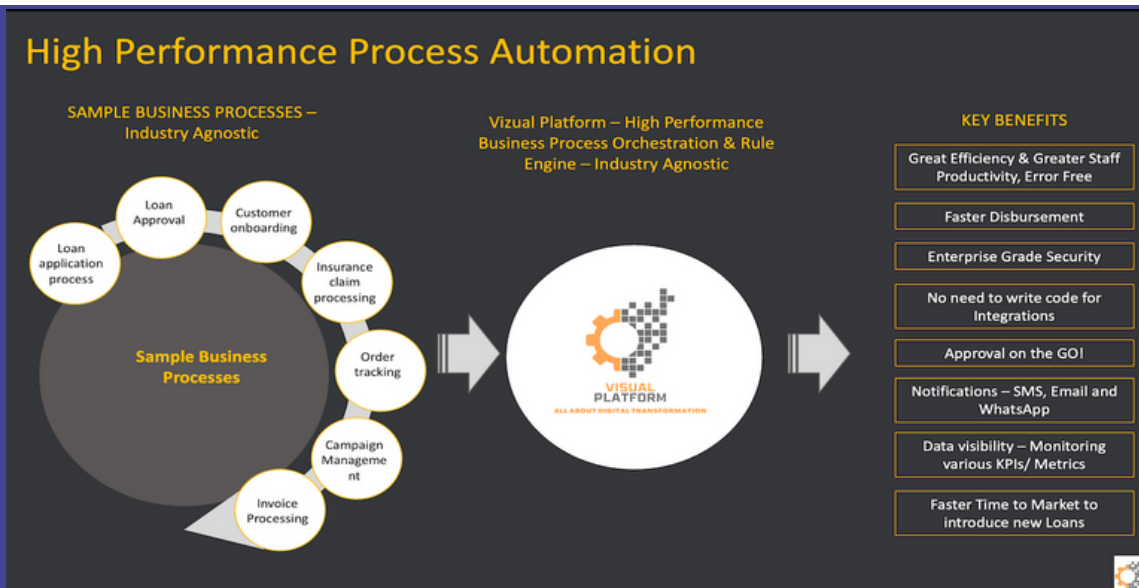 High Performance Process Automation
SAMPLE BUSINESS PROCESSES –
Industry Agnostic
Loan
application
process
Loan
Approval
Customer
onboarding
Insurance
claim
processing
Order
tracking
Campaign
Manageme
nt
Invoice
Processing
Sample Business
Processes
Vizual Platform – High Performance
Business Process Orchestration & Rule
Engine – Industry Agnostic
VISUAL
PLATFORM
ALL ABOUT DIGITAL TRANSFORMATION
KEY BENEFITS
Great Efficiency & Greater Staff
Productivity, Error Free
Faster Disbursement
Enterprise Grade Security
No need to write code for
Integrations
Approval on the GO!
Notifications – SMS, Email and
WhatsApp
Data visibility – Monitoring
various KPIs/ Metrics
Faster Time to Market to
introduce new Loans